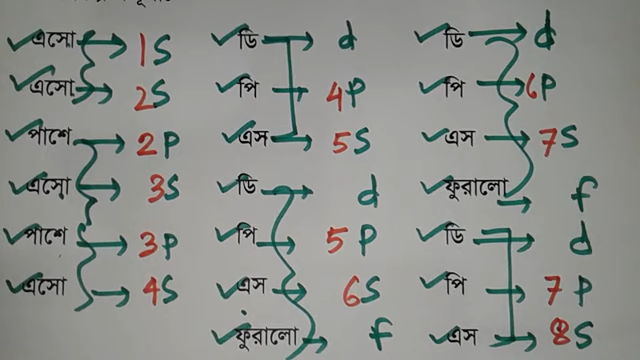 এসো → 1S
এসো → 2S
পাশে → 2P
এসো → 3S
পাশে → 3P
এসো → 4S
ডি → d
পি → 4P
এস → 5S
ডি → d
পি → 5P
এস → 6S
ফুরালো → f
ডি → d
পি → 6P
এস → 7S
ফুরালো → f
ডি → d
পি → 7P
এস → 8S